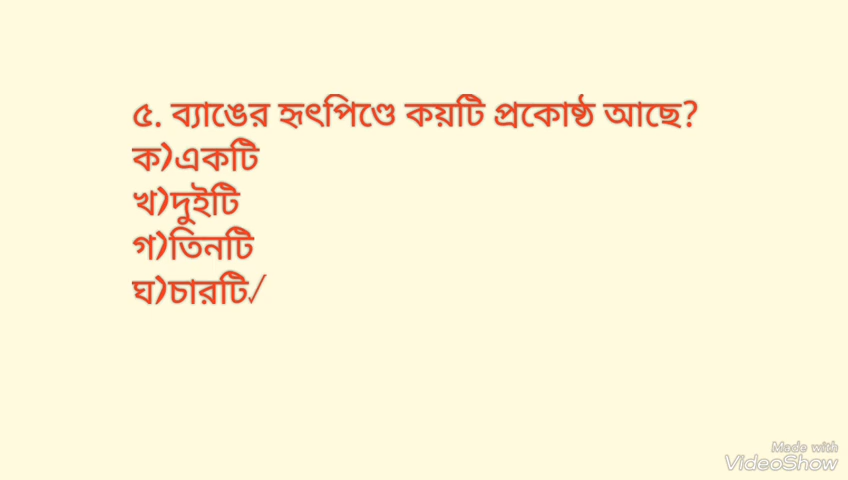 ৫. ব্যাঙের হৃৎপিণ্ডে কয়টি প্রকোষ্ঠ আছে?
ক)একটি
খ)দুইটি
গ)তিনটি
ঘ)চারটি✓
Made with
VideoShow